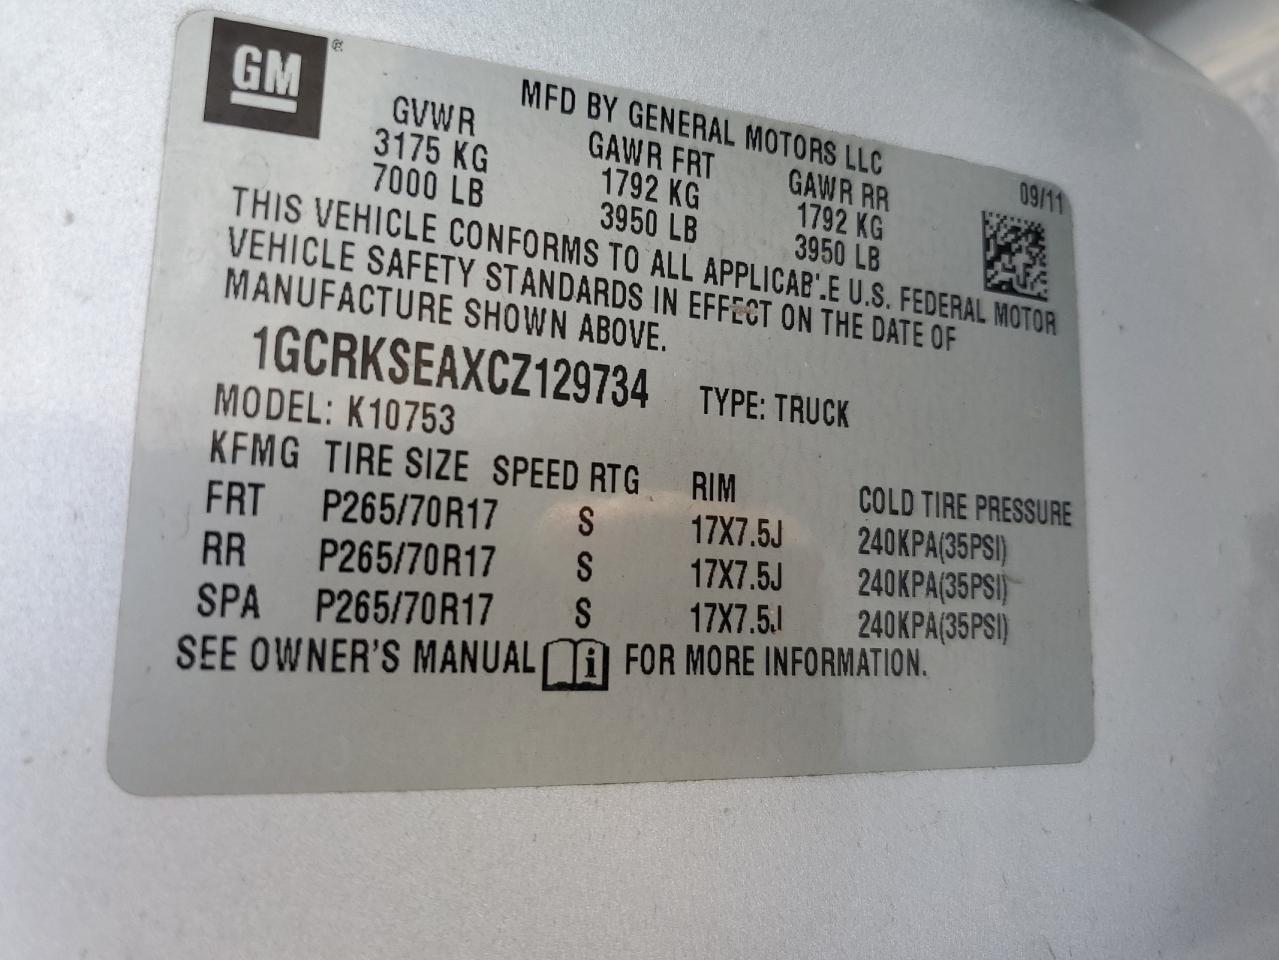 GM ®
MFD BY GENERAL MOTORS LLC
GVWR GAWR FRT GAWR RR 09/11
3175 KG 1792 KG 1792 KG
7000 LB 3950 LB 3950 LB
THIS VEHICLE CONFORMS TO ALL APPLICABLE U.S. FEDERAL MOTOR
VEHICLE SAFETY STANDARDS IN EFFECT ON THE DATE OF
MANUFACTURE SHOWN ABOVE.
1GCRKSEAXCZ129734 TYPE: TRUCK
MODEL: K10753
KFMG TIRE SIZE SPEED RTG RIM COLD TIRE PRESSURE
FRT P265/70R17 S 17X7.5J 240KPA(35PSI)
RR P265/70R17 S 17X7.5J 240KPA(35PSI)
SPA P265/70R17 S 17X7.5J 240KPA(35PSI)
SEE OWNER'S MANUAL i FOR MORE INFORMATION.